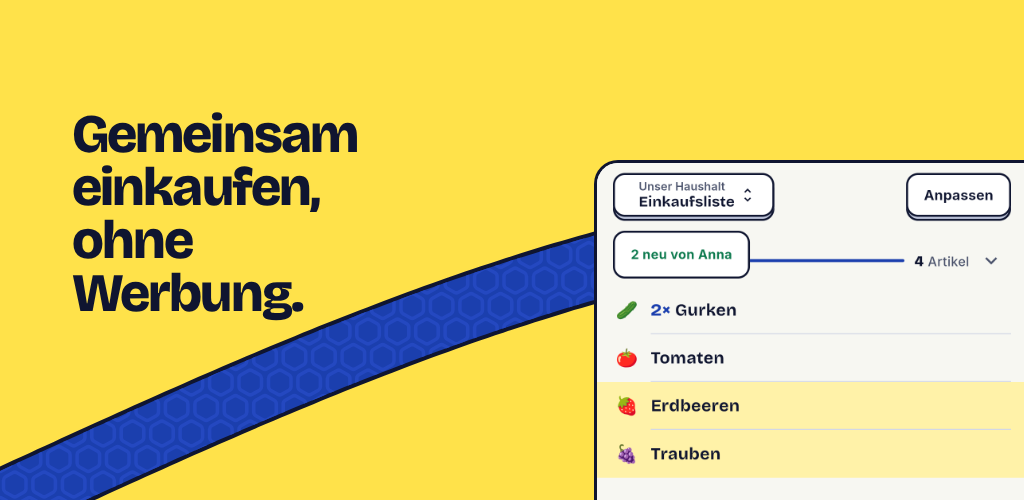 Gemeinsam
einkaufen,
ohne
Werbung.
Unser Haushalt
Einkaufsliste
Anpassen
2 neu von Anna
4 Artikel
2× Gurken
Tomaten
Erdbeeren
Trauben